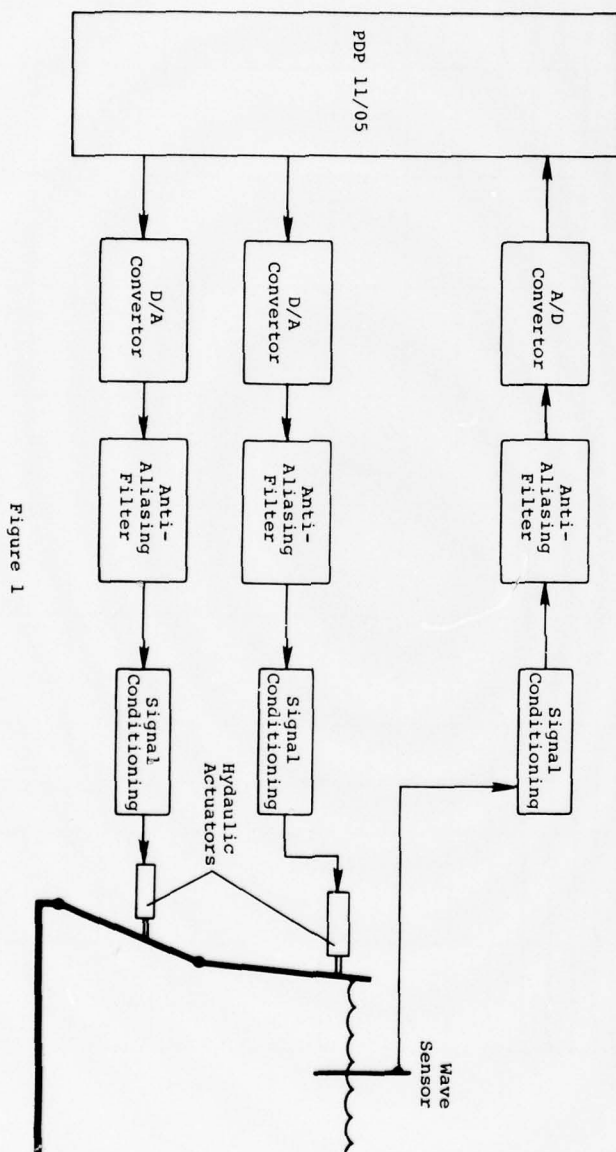 PDP 11/05
A/D
Convertor
Anti-
Aliasing
Filter
Signal
Conditioning
D/A
Convertor
Anti-
Aliasing
Filter
Signal
Conditioning
D/A
Convertor
Anti-
Aliasing
Filter
Signal
Conditioning
Hydaulic
Actuators
Wave
Sensor
Figure 1